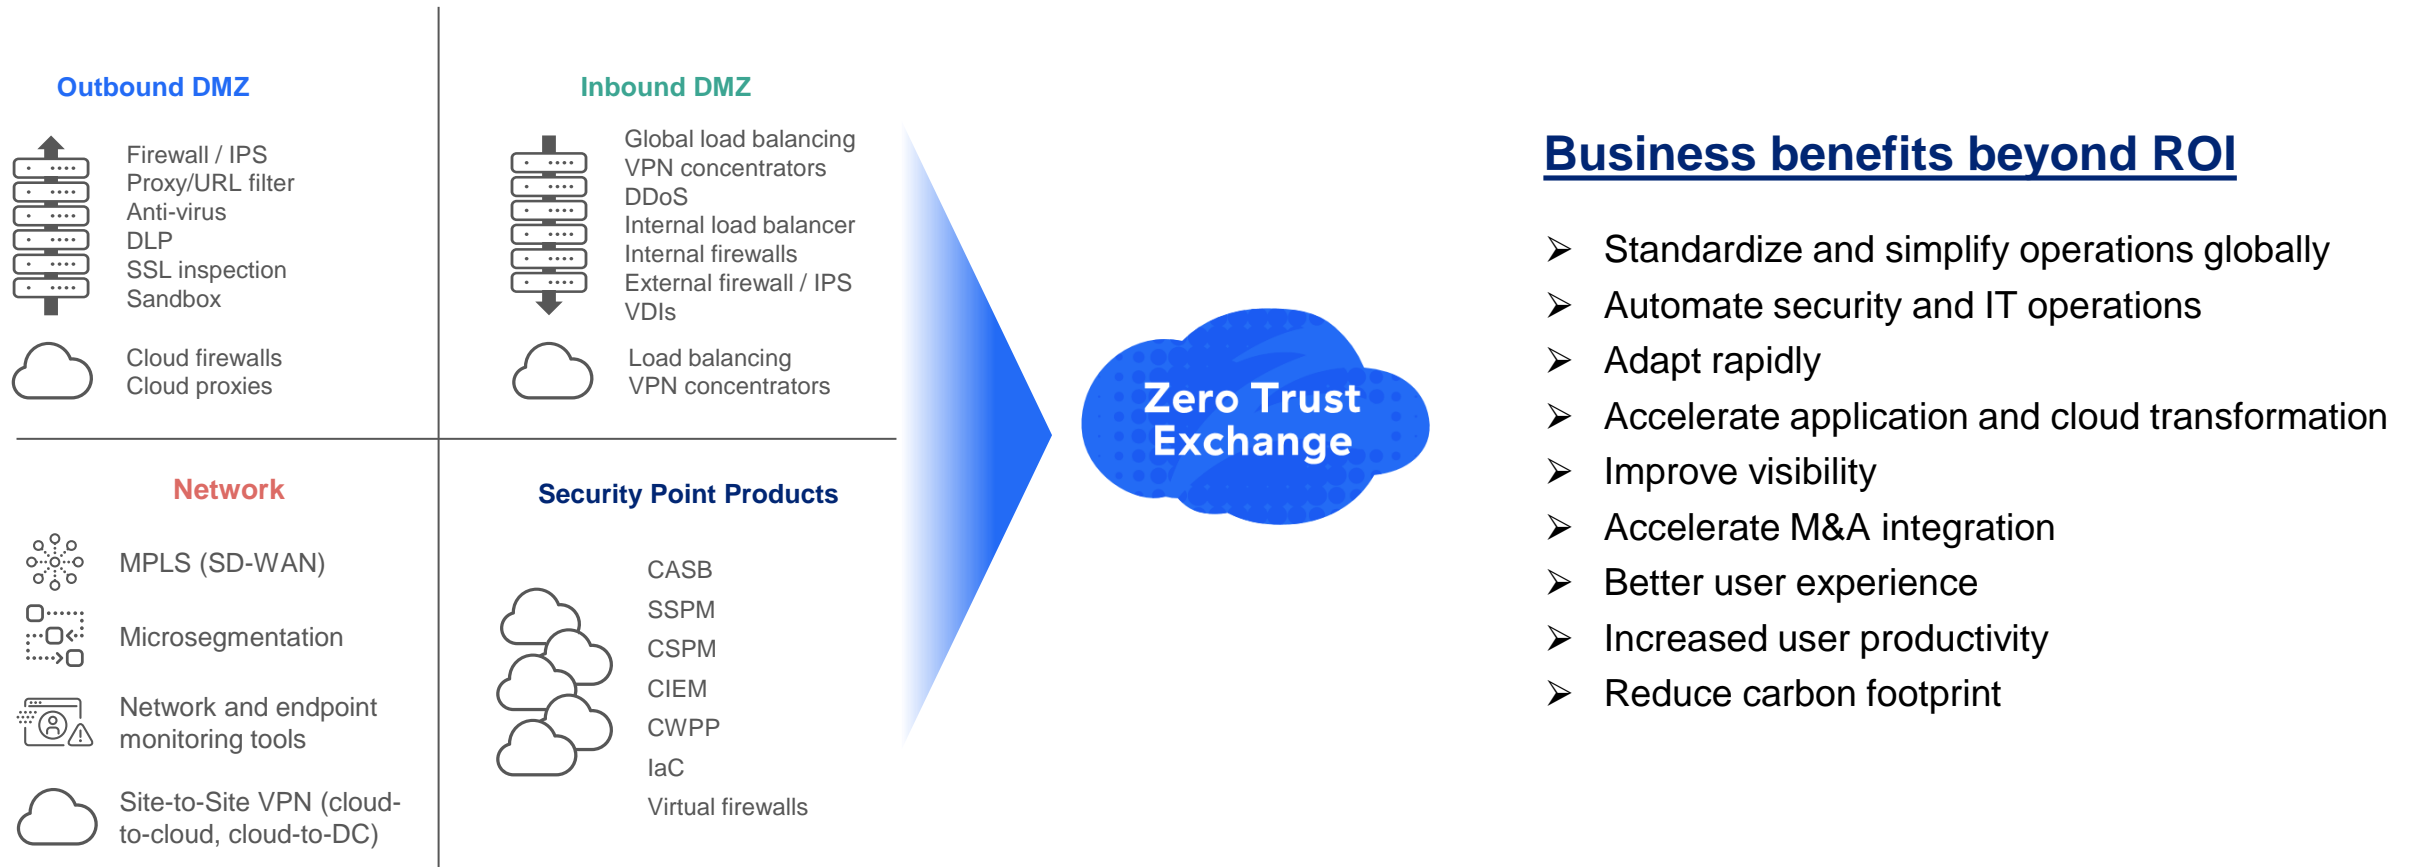 Outbound DMZ
Firewall / IPS
Proxy/URL filter
Anti-virus
DLP
SSL inspection
Sandbox
Cloud firewalls
Cloud proxies
Inbound DMZ
Global load balancing
VPN concentrators
DDoS
Internal load balancer
Internal firewalls
External firewall / IPS
VDIs
Load balancing
VPN concentrators
Network
MPLS (SD-WAN)
Microsegmentation
Network and endpoint
monitoring tools
Site-to-Site VPN (cloud-
to-cloud, cloud-to-DC)
Security Point Products
CASB
SSPM
CSPM
CIEM
CWPP
IaC
Virtual firewalls
Zero Trust
Exchange
Business benefits beyond ROI
➢ Standardize and simplify operations globally
➢ Automate security and IT operations
➢ Adapt rapidly
➢ Accelerate application and cloud transformation
➢ Improve visibility
➢ Accelerate M&A integration
➢ Better user experience
➢ Increased user productivity
➢ Reduce carbon footprint